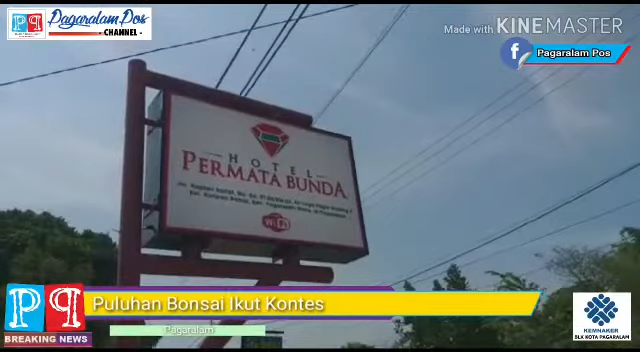 Pagaralam Pos
CHANNEL
Made with KINEMASTER
f Pagaralam Pos
HOTEL
PERMATA BUNDA
WiFi
PP
BREAKING NEWS
Puluhan Bonsai Ikut Kontes
Pagaralam
KEMNAKER
BLK KOTA PAGARALAM